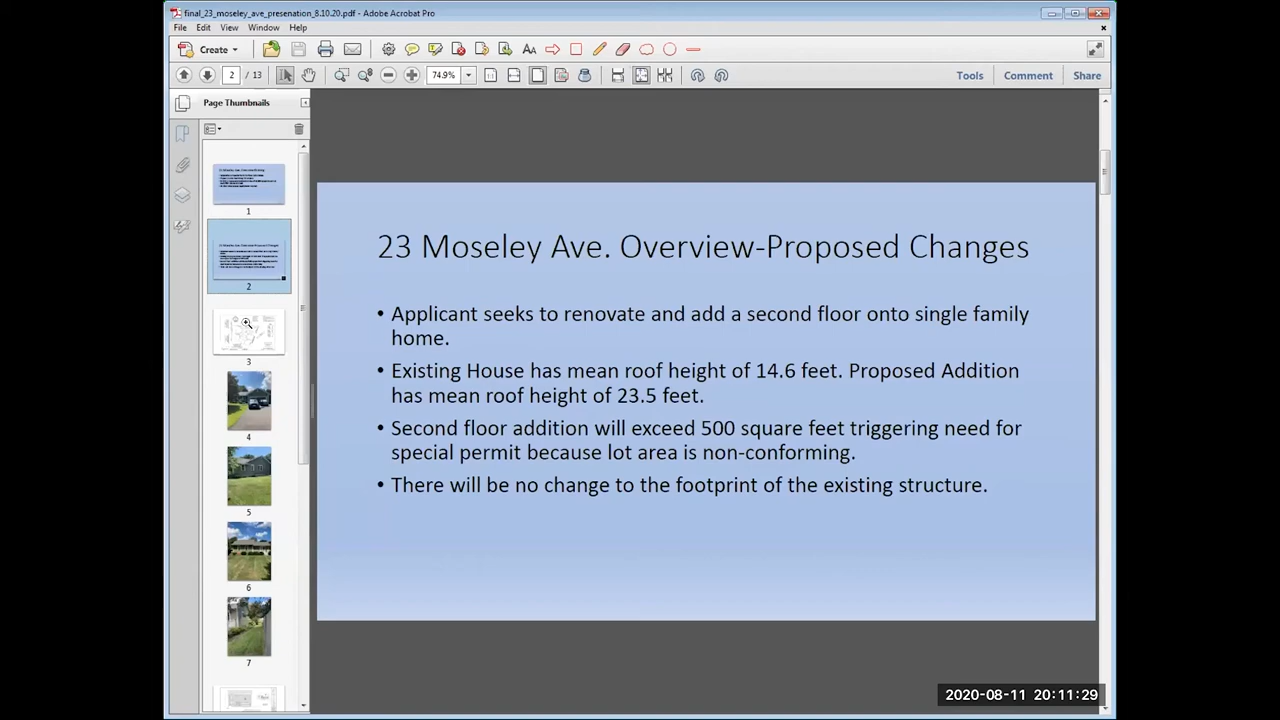 final_23_moseley_ave_presenation_8.10.20.pdf - Adobe Acrobat Pro
File Edit View Window Help
Create
2 / 13
74.9%
Tools Comment Share
Page Thumbnails
1
2
3
4
5
6
7
23 Moseley Ave. Overview-Proposed Changes
• Applicant seeks to renovate and add a second floor onto single family
home.
• Existing House has mean roof height of 14.6 feet. Proposed Addition
has mean roof height of 23.5 feet.
• Second floor addition will exceed 500 square feet triggering need for
special permit because lot area is non-conforming.
• There will be no change to the footprint of the existing structure.
2020-08-11 20:11:29